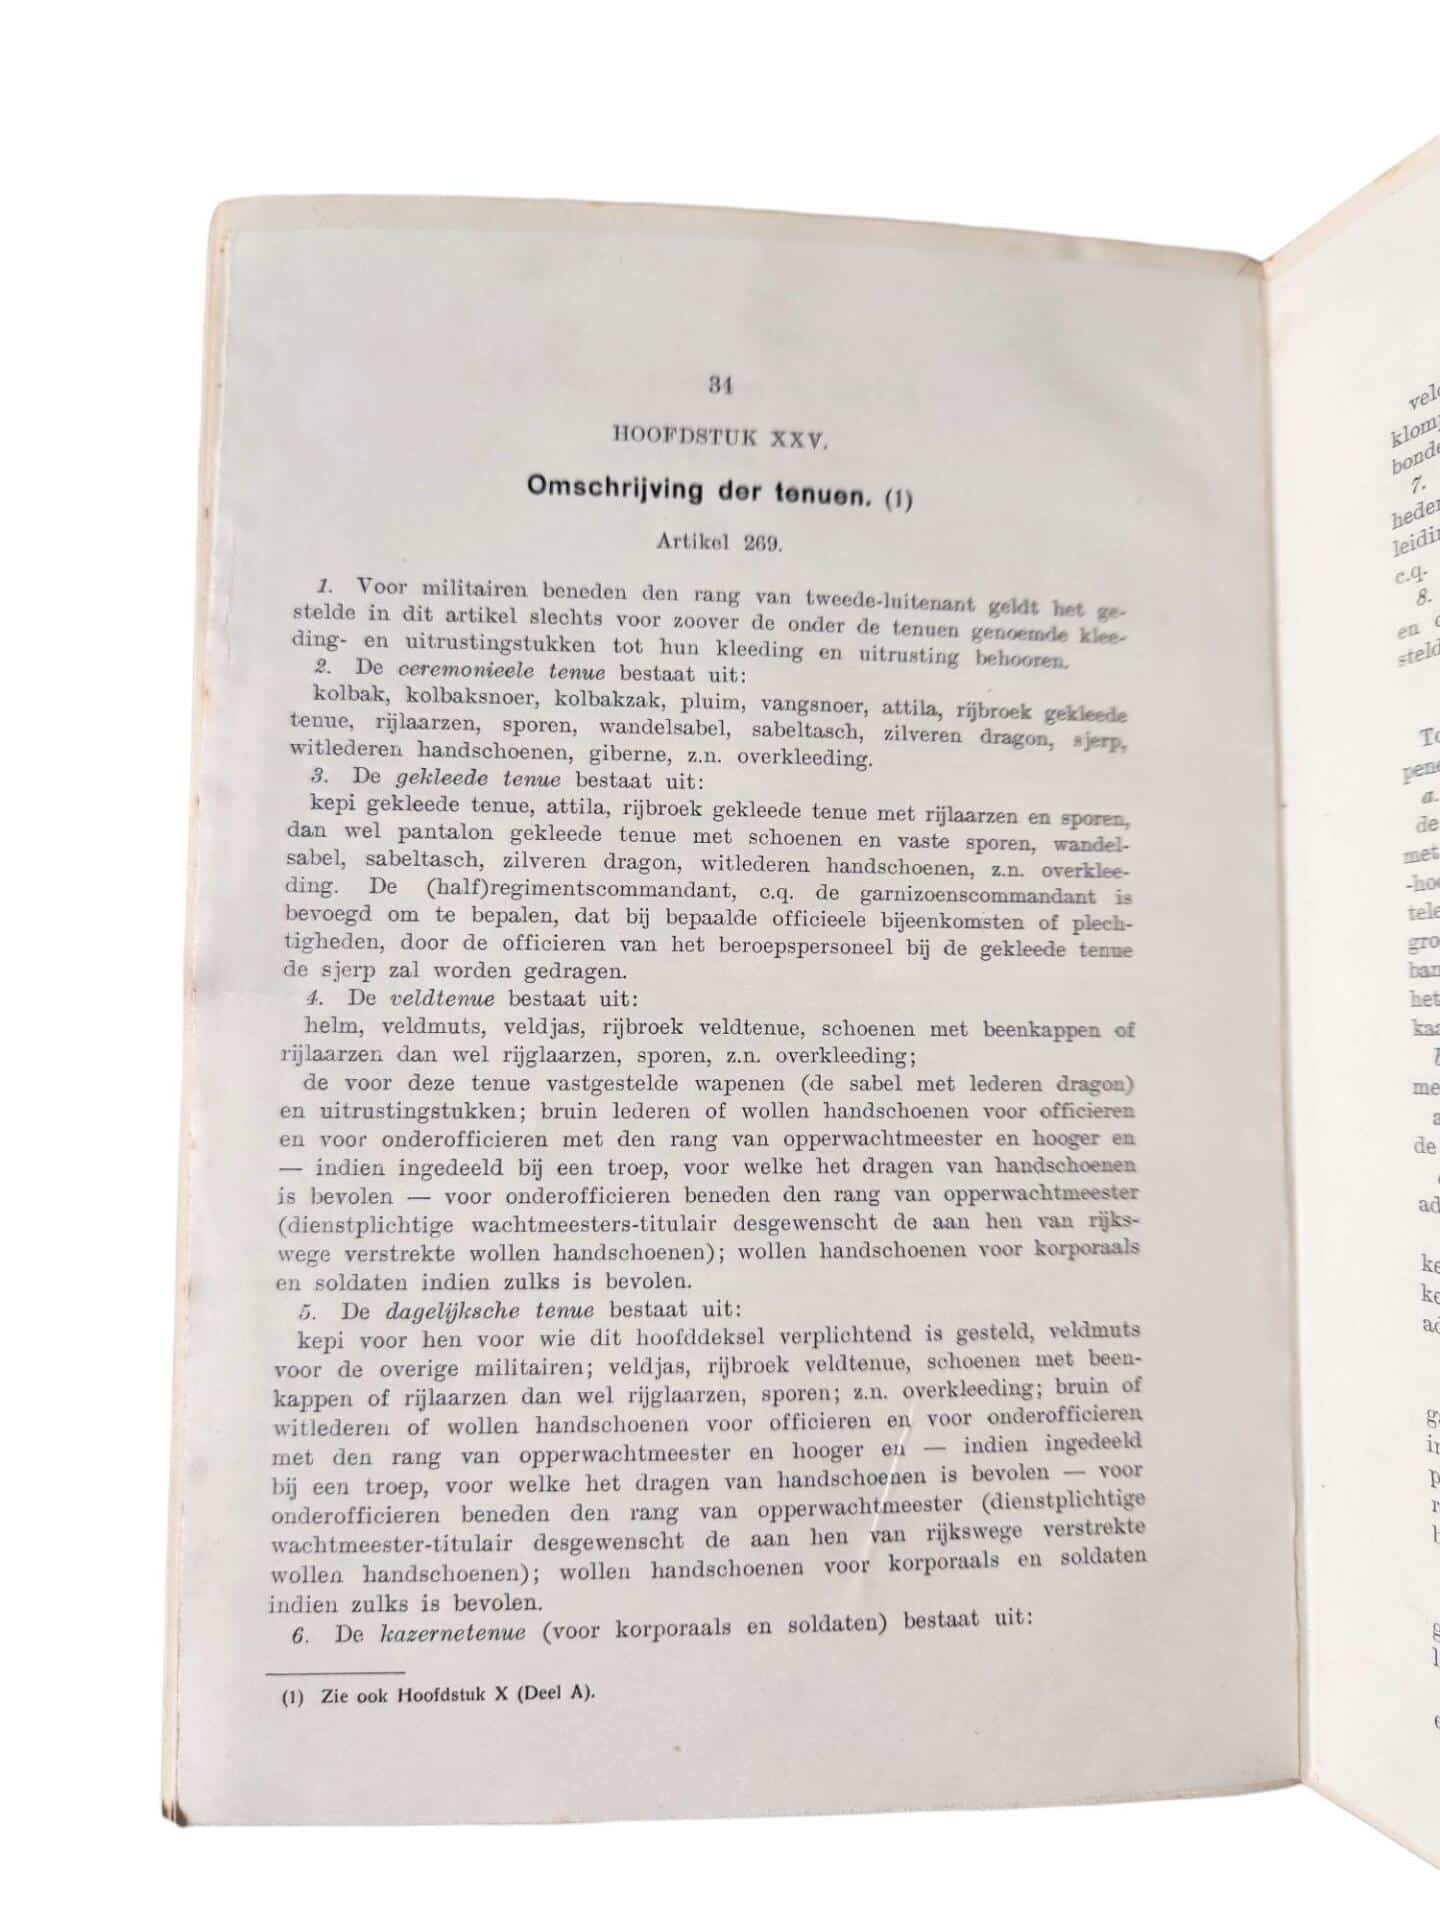 34
HOOFDSTUK XXV.
Omschrijving der tenuen. (1)
Artikel 269.
1. Voor militairen beneden den rang van tweede-luitenant geldt het ge-
stelde in dit artikel slechts voor zoover de onder de tenuen genoemde klee-
ding- en uitrustingstukken tot hun kleeding en uitrusting behooren.
2. De ceremonieele tenue bestaat uit:
kolbak, kolbaksnoer, kolbakzak, pluim, vangsnoer, attila, rijbroek gekleede
tenue, rijlaarzen, sporen, wandelsabel, sabeltasch, zilveren dragon, sjerp,
witlederen handschoenen, giberne, z.n. overkleeding.
3. De gekleede tenue bestaat uit:
kepi gekleede tenue, attila, rijbroek gekleede tenue met rijlaarzen en sporen,
dan wel pantalon gekleede tenue met schoenen en vaste sporen, wandel-
sabel, sabeltasch, zilveren dragon, witlederen handschoenen, z.n. overklee-
ding. De (half)regimentscommandant, c.q. de garnizoenscommandant is
bevoegd om te bepalen, dat bij bepaalde officieele bijeenkomsten of plech-
tigheden, door de officieren van het beroepspersoneel bij de gekleede tenue
de sjerp zal worden gedragen.
4. De veldtenue bestaat uit:
helm, veldmuts, veldjas, rijbroek veldtenue, schoenen met beenkappen of
rijlaarzen dan wel rijglaarzen, sporen, z.n. overkleeding;
de voor deze tenue vastgestelde wapenen (de sabel met lederen dragon)
en uitrustingstukken; bruin lederen of wollen handschoenen voor officieren
en voor onderofficieren met den rang van opperwachtmeester en hooger en
— indien ingedeeld bij een troep, voor welke het dragen van handschoenen
is bevolen — voor onderofficieren beneden den rang van opperwachtmeester
(dienstplichtige wachtmeesters-titulair desgewenscht de aan hen van rijks-
wege verstrekte wollen handschoenen); wollen handschoenen voor korporaals
en soldaten indien zulks is bevolen.
5. De dagelijksche tenue bestaat uit:
kepi voor hen voor wie dit hoofddeksel verplichtend is gesteld, veldmuts
voor de overige militairen; veldjas, rijbroek veldtenue, schoenen met been-
kappen of rijlaarzen dan wel rijglaarzen, sporen; z.n. overkleeding; bruin of
witlederen of wollen handschoenen voor officieren en voor onderofficieren
met den rang van opperwachtmeester en hooger en — indien ingedeeld
bij een troep, voor welke het dragen van handschoenen is bevolen — voor
onderofficieren beneden den rang van opperwachtmeester (dienstplichtige
wachtmeester-titulair desgewenscht de aan hen van rijkswege verstrekte
wollen handschoenen); wollen handschoenen voor korporaals en soldaten
indien zulks is bevolen.
6. De kazernetenue (voor korporaals en soldaten) bestaat uit:
(1) Zie ook Hoofdstuk X (Deel A).
7.
c.q.
8.
a.
de
met
het
de